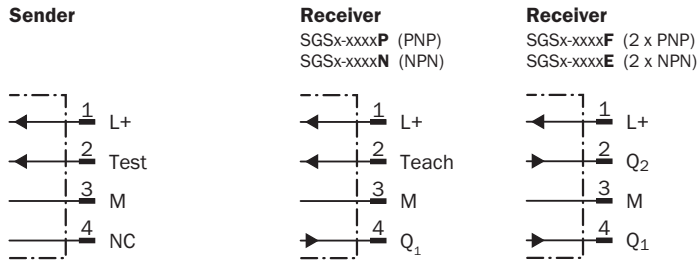 Sender
1 L+
2 Test
3 M
4 NC
Receiver
SGSx-xxxxP (PNP)
SGSx-xxxxN (NPN)
1 L+
2 Teach
3 M
4 Q1
Receiver
SGSx-xxxxF (2 x PNP)
SGSx-xxxxE (2 x NPN)
1 L+
2 Q2
3 M
4 Q1